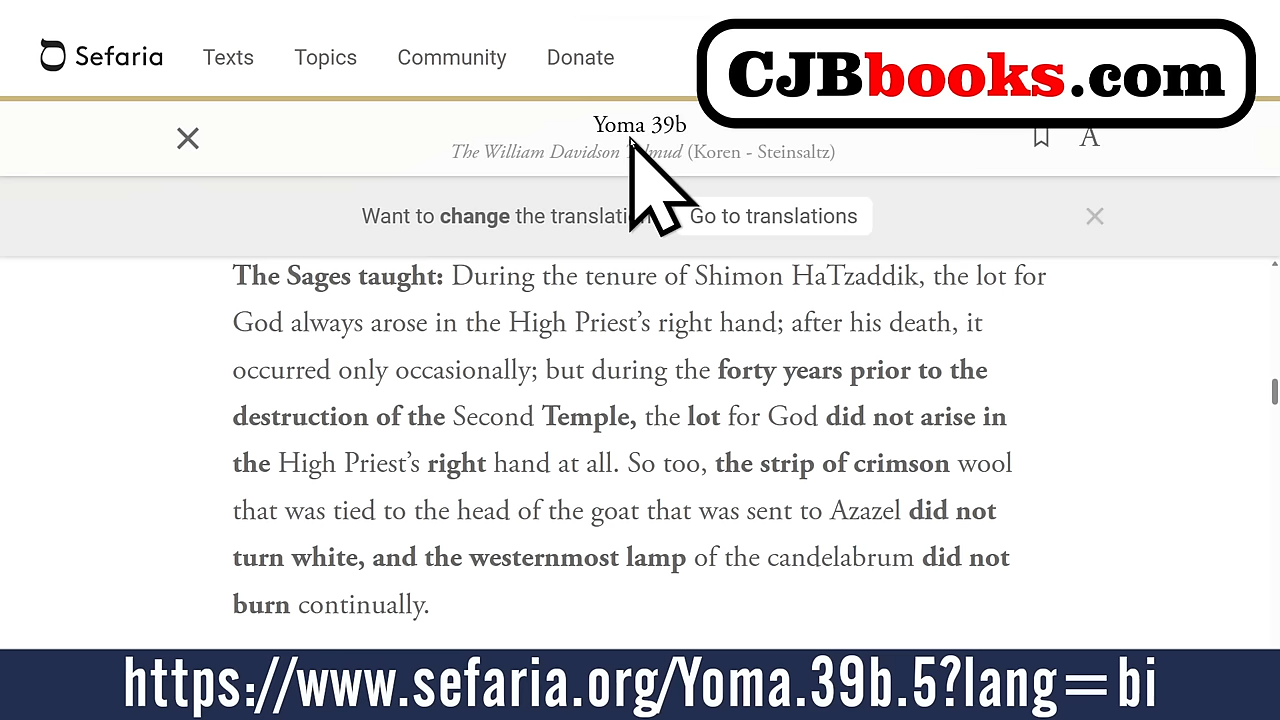 Sefaria Texts Topics Community Donate
CJBbooks.com
Yoma 39b
A
The William Davidson (Koren - Steinsaltz)
Want to change the Go to translations
The Sages taught: During the tenure of Shimon HaTzaddik, the lot for
God always arose in the High Priest’s right hand; after his death, it
occurred only occasionally; but during the forty years prior to the
destruction of the Second Temple, the lot for God did not arise in
the High Priest’s right hand at all. So too, the strip of crimson wool
that was tied to the head of the goat that was sent to Azazel did not
turn white, and the westernmost lamp of the candelabrum did not
burn continually.
https://www.sefaria.org/Yoma.39b.5?lang=bi